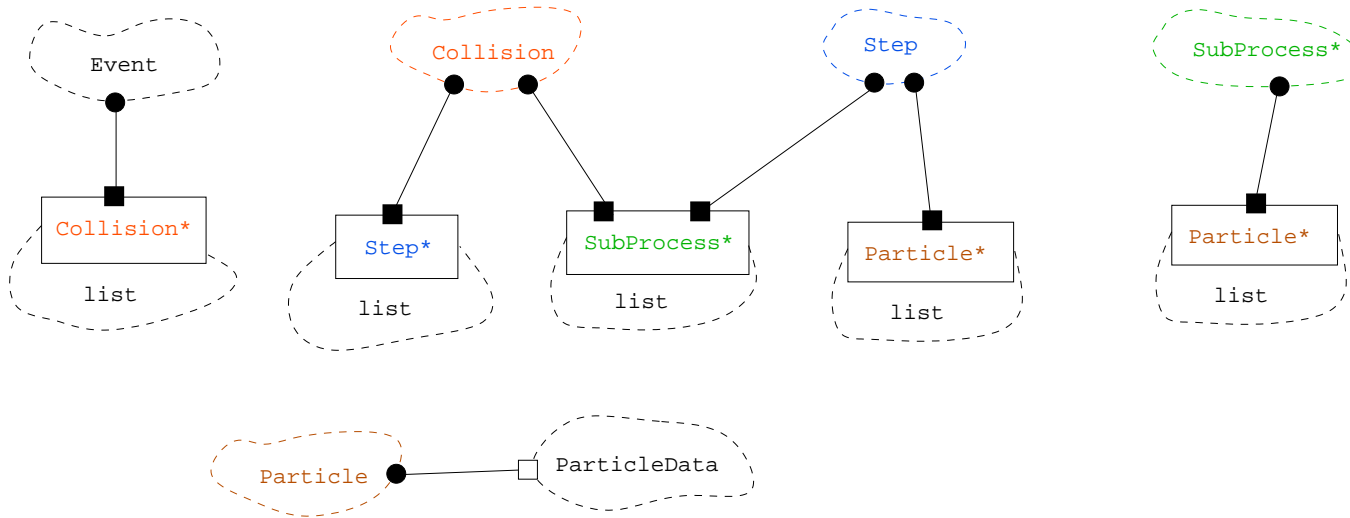 Event
Collision
Step
SubProcess*
Collision*
Step*
SubProcess*
Particle*
Particle*
list
list
list
list
list
Particle
ParticleData